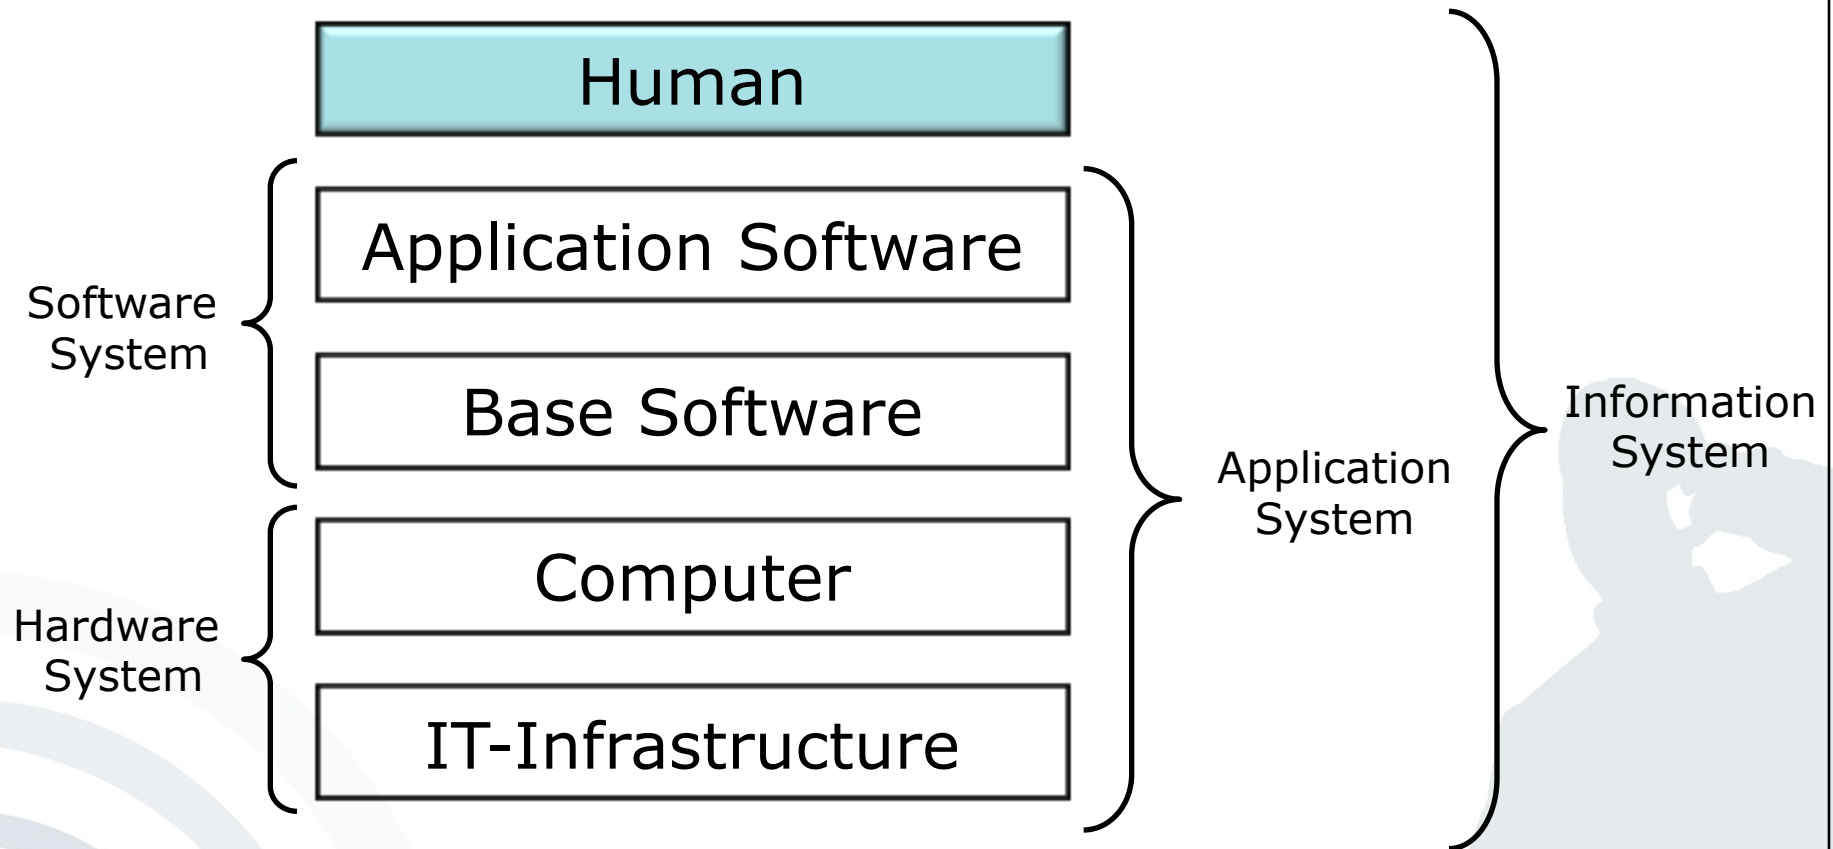 Human
Application Software
Software
System
Base Software
Information
System
Application
System
Computer
Hardware
System
IT-Infrastructure